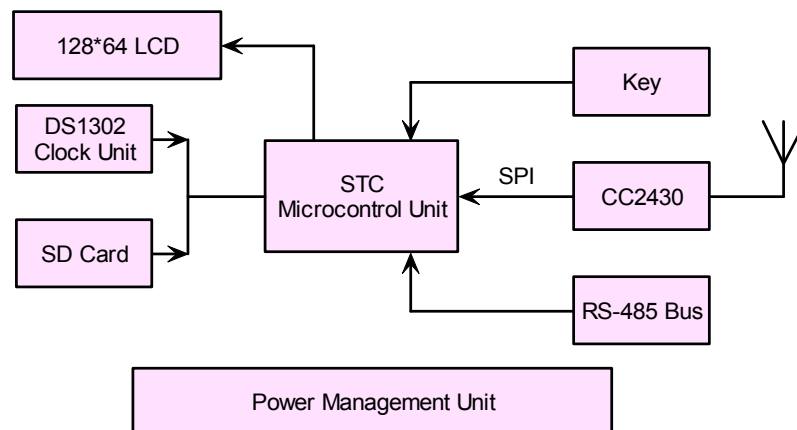 128*64 LCD
DS1302
Clock Unit
SD Card
STC
Microcontrol Unit
SPI
Key
CC2430
RS-485 Bus
Power Management Unit